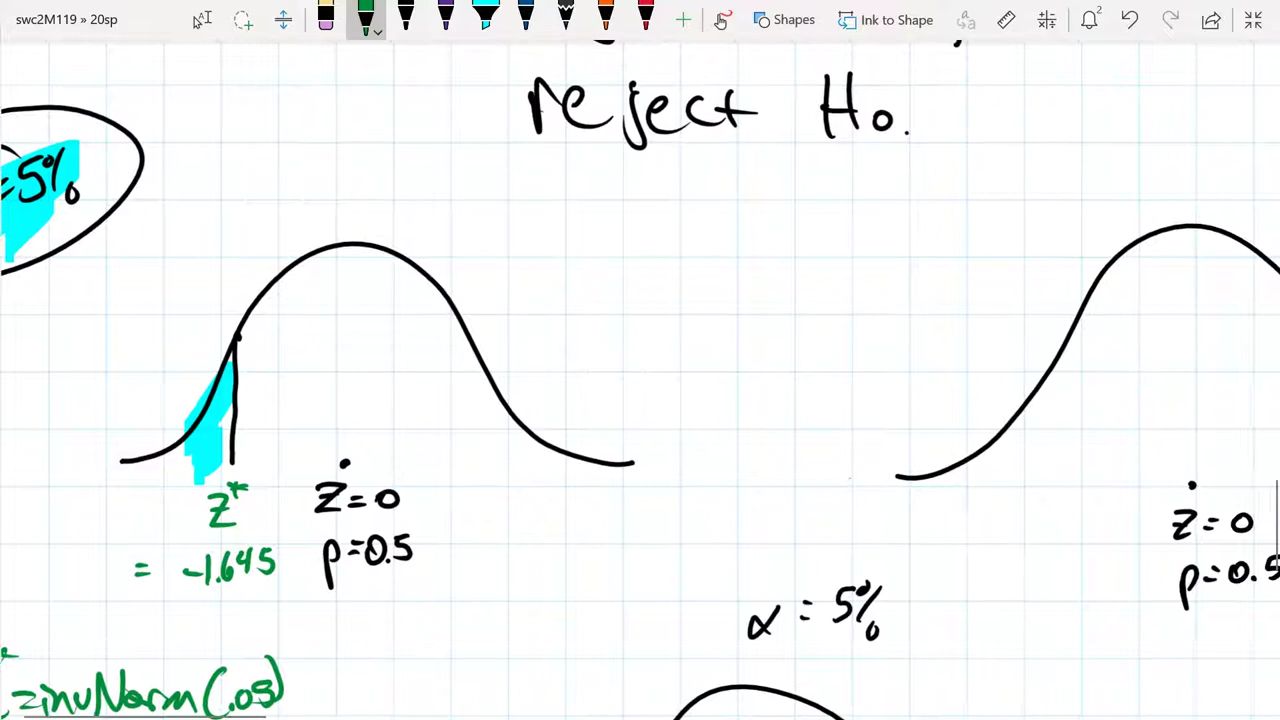 swc2M119 » 20sp
Shapes
Ink to Shape
reject Ho.
=5%
z*
= -1.645
z=0
p=0.5
z=0
p=0.5
α = 5%
=invNorm(.05)